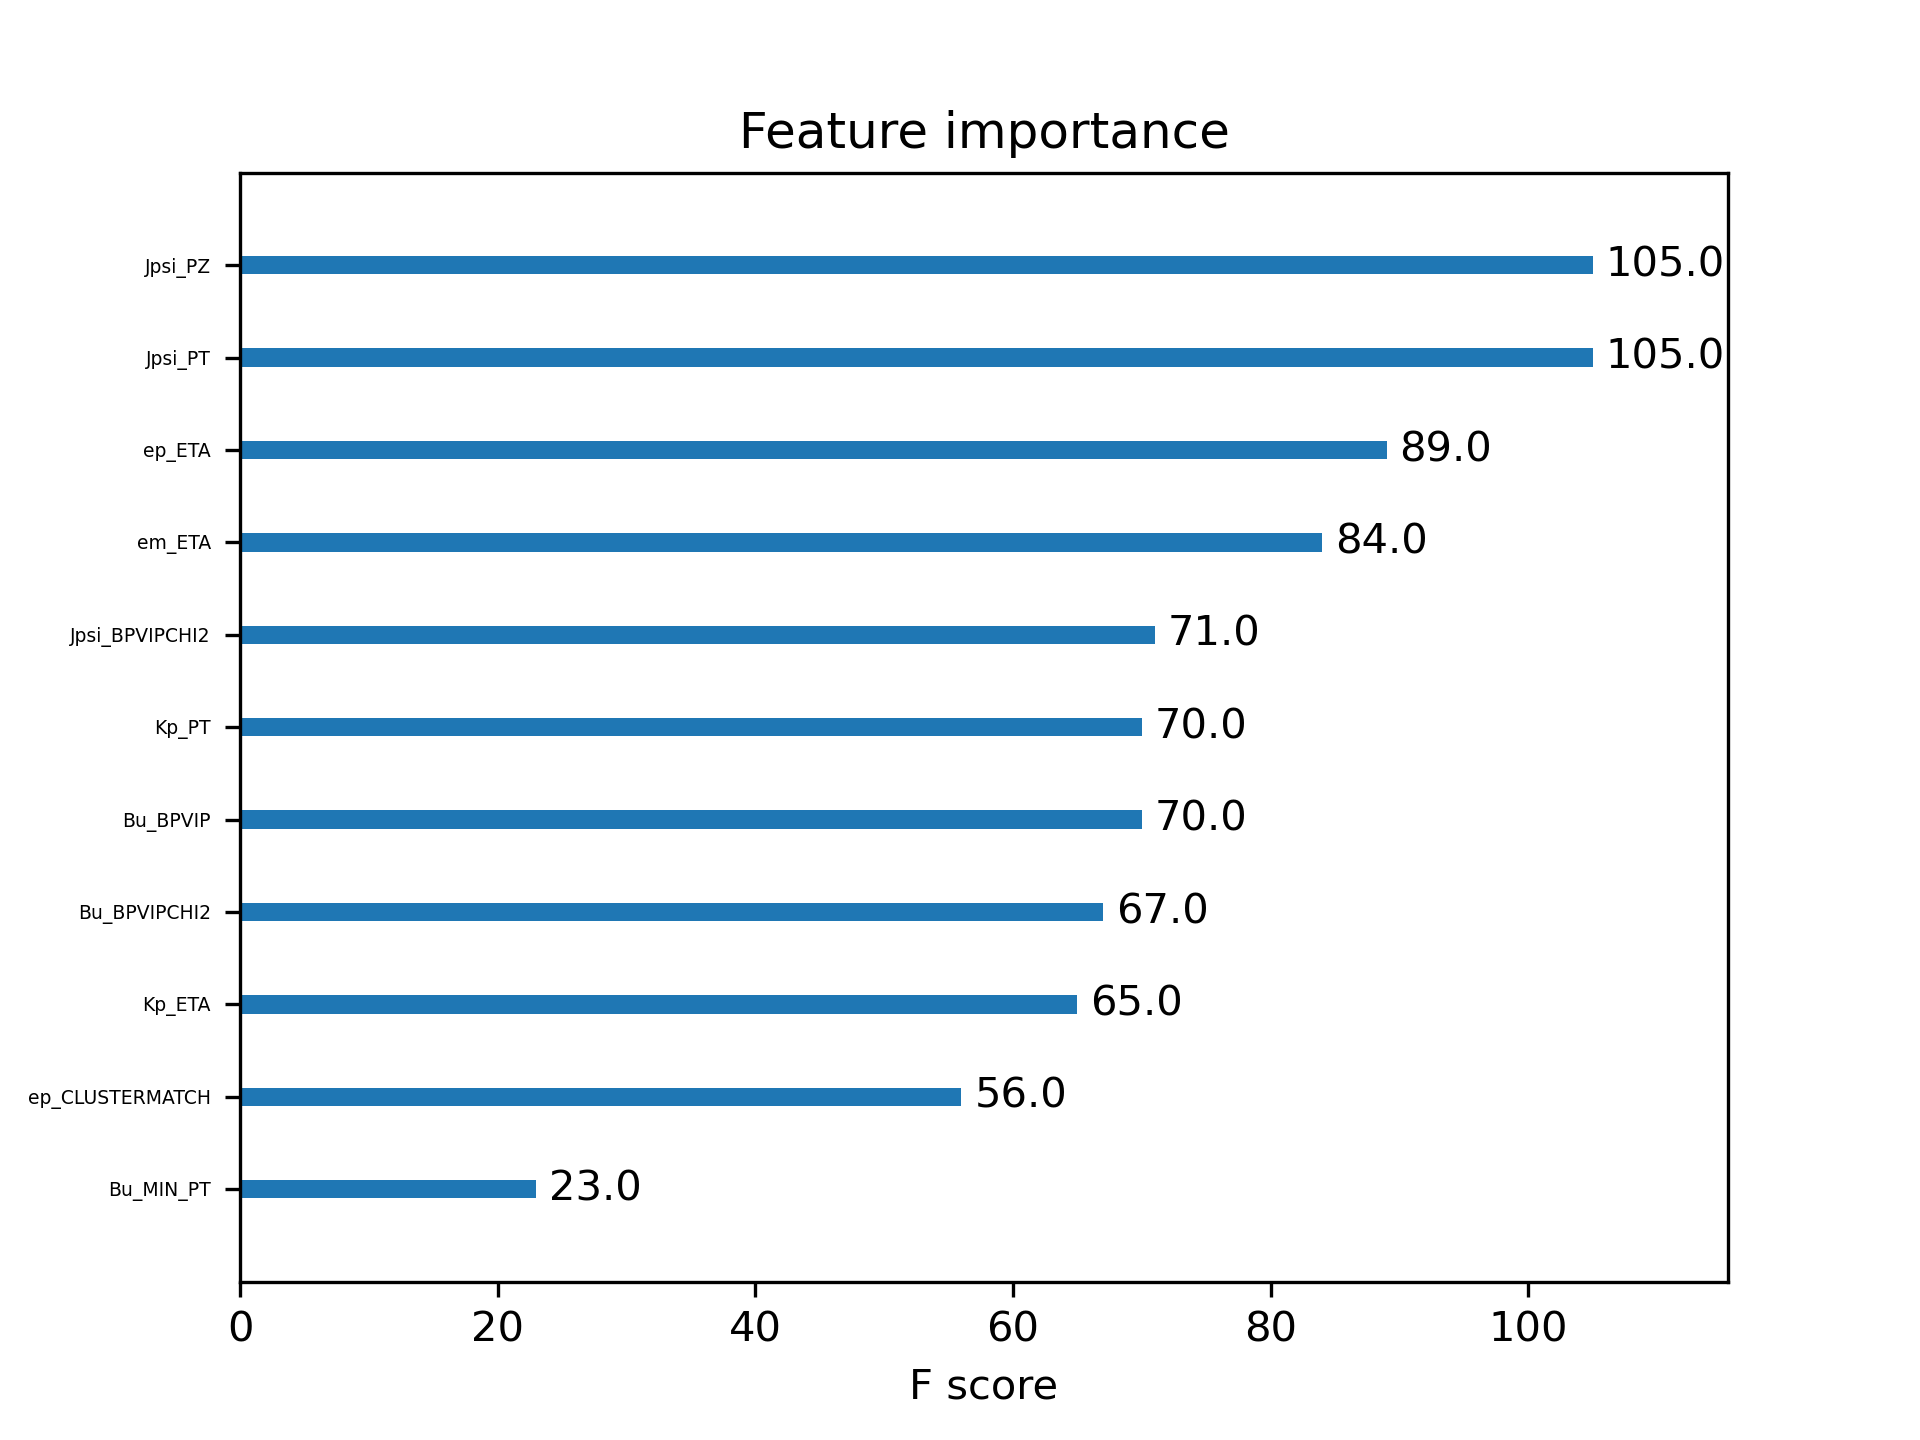 Feature importance
Jpsi_PZ 105.0
Jpsi_PT 105.0
ep_ETA 89.0
em_ETA 84.0
Jpsi_BPVIPCHI2 71.0
Kp_PT 70.0
Bu_BPVIP 70.0
Bu_BPVIPCHI2 67.0
Kp_ETA 65.0
ep_CLUSTERMATCH 56.0
Bu_MIN_PT 23.0
0 20 40 60 80 100
F score